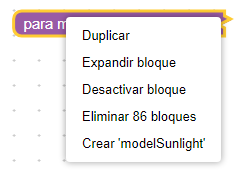 para m
Duplicar
Expandir bloque
Desactivar bloque
Eliminar 86 bloques
Crear 'modelSunlight'